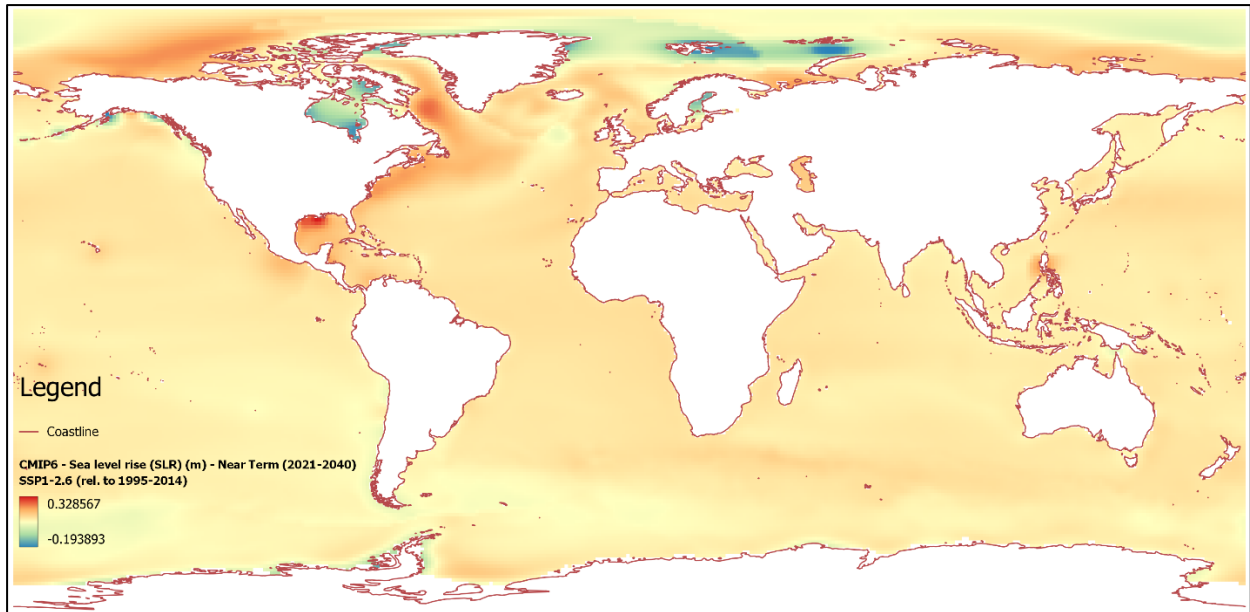 Legend
Coastline
CMIP6 - Sea level rise (SLR) (m) - Near Term (2021-2040)
SSP1-2.6 (rel. to 1995-2014)
0.328567
-0.193893